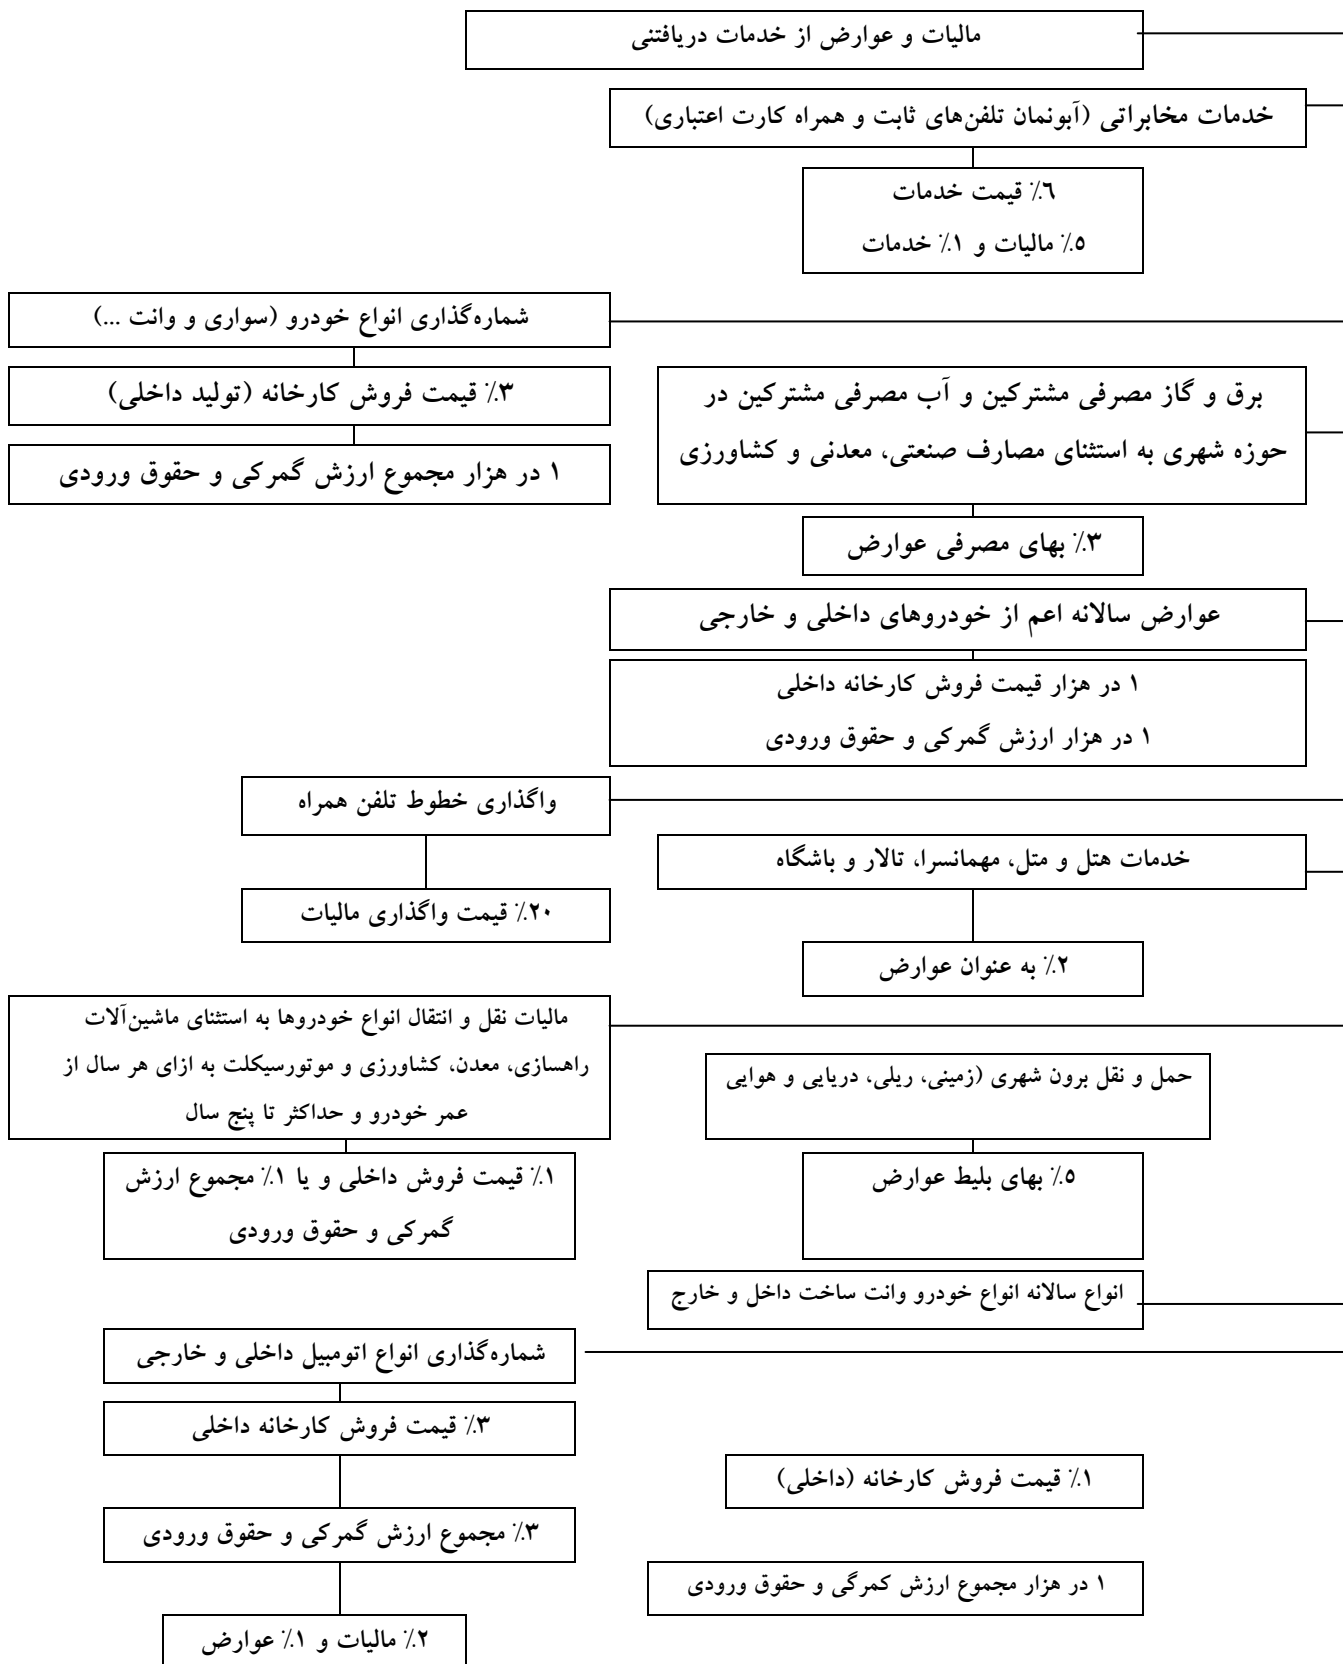 مالیات و عوارض از خدمات دریافتنی
خدمات مخابراتی (آبونمان تلفن‌های ثابت و همراه کارت اعتباری)
۶٪ قیمت خدمات
۵٪ مالیات و ۱٪ خدمات
شماره‌گذاری انواع خودرو (سواری و وانت ...)
۳٪ قیمت فروش کارخانه (تولید داخلی)
۱ در هزار مجموع ارزش گمرکی و حقوق ورودی
برق و گاز مصرفی مشترکین و آب مصرفی مشترکین در
حوزه شهری به استثنای مصارف صنعتی، معدنی و کشاورزی
۳٪ بهای مصرفی عوارض
عوارض سالانه اعم از خودروهای داخلی و خارجی
۱ در هزار قیمت فروش کارخانه داخلی
۱ در هزار ارزش گمرکی و حقوق ورودی
واگذاری خطوط تلفن همراه
۲۰٪ قیمت واگذاری مالیات
خدمات هتل و متل، مهمانسرا، تالار و باشگاه
۲٪ به عنوان عوارض
مالیات نقل و انتقال انواع خودروها به استثنای ماشین‌آلات
راهسازی، معدن، کشاورزی و موتورسیکلت به ازای هر سال از
عمر خودرو و حداکثر تا پنج سال
۱٪ قیمت فروش داخلی و یا ۱٪ مجموع ارزش
گمرکی و حقوق ورودی
حمل و نقل برون شهری (زمینی، ریلی، دریایی و هوایی
۵٪ بهای بلیط عوارض
انواع سالانه انواع خودرو وانت ساخت داخل و خارج
شماره‌گذاری انواع اتومبیل داخلی و خارجی
۳٪ قیمت فروش کارخانه داخلی
۳٪ مجموع ارزش گمرکی و حقوق ورودی
۲٪ مالیات و ۱٪ عوارض
۱٪ قیمت فروش کارخانه (داخلی)
۱ در هزار مجموع ارزش کمرگی و حقوق ورودی